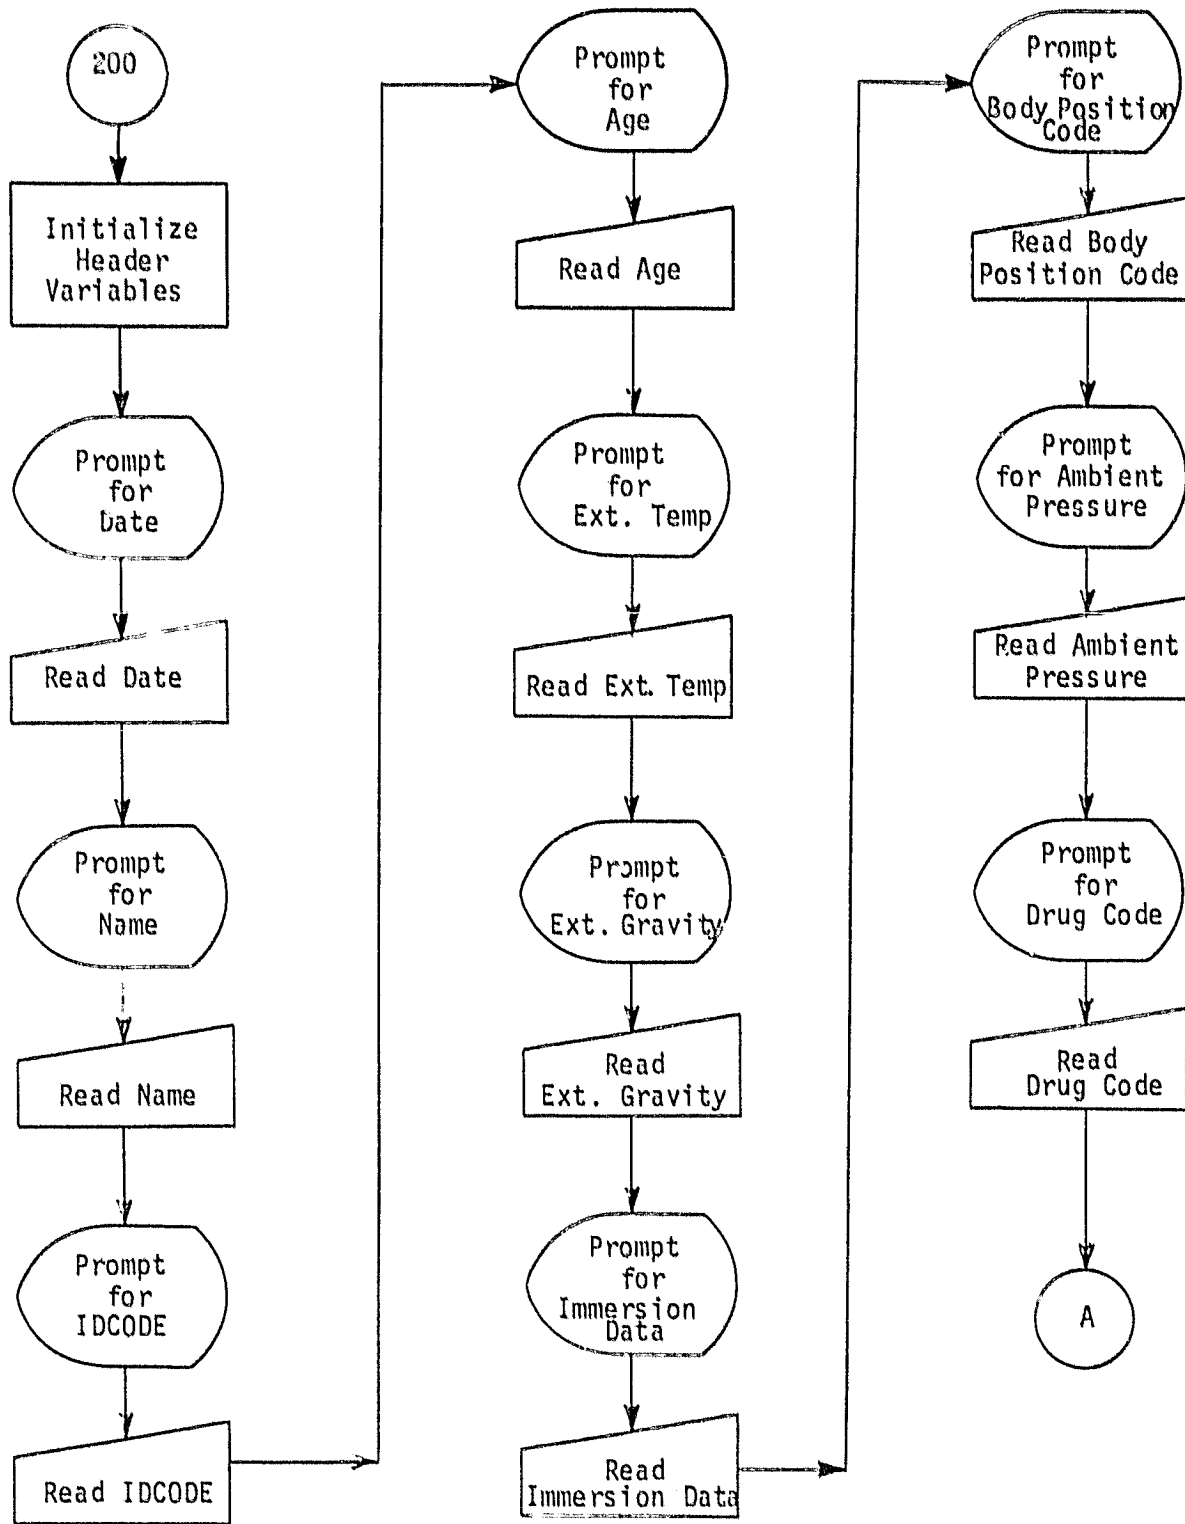 200
Initialize
Header
Variables
Prompt
for
Date
Read Date
Prompt
for
Name
Read Name
Prompt
for
IDCODE
Read IDCODE
Prompt
for
Age
Read Age
Prompt
for
Ext. Temp
Read Ext. Temp
Prompt
for
Ext. Gravity
Read
Ext. Gravity
Prompt
for
Immersion
Data
Read
Immersion Data
Prompt
for
Body Position
Code
Read Body
Position Code
Prompt
for Ambient
Pressure
Read Ambient
Pressure
Prompt
for
Drug Code
Read
Drug Code
A